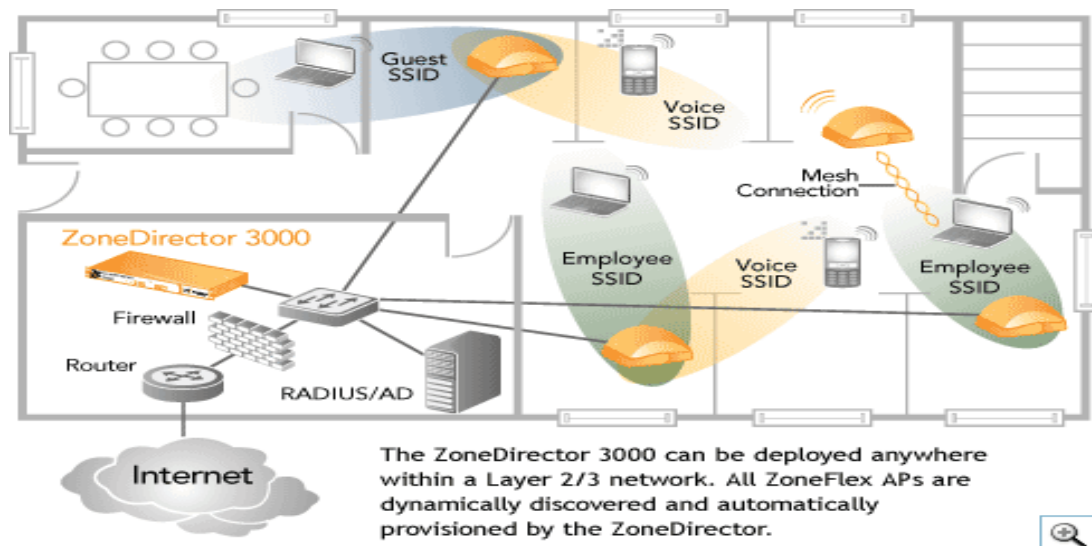 Guest
SSID
Voice
SSID
Mesh
Connection
ZoneDirector 3000
Employee
SSID
Voice
SSID
Employee
SSID
Firewall
Router
RADIUS/AD
Internet
The ZoneDirector 3000 can be deployed anywhere
within a Layer 2/3 network. All ZoneFlex APs are
dynamically discovered and automatically
provisioned by the ZoneDirector.